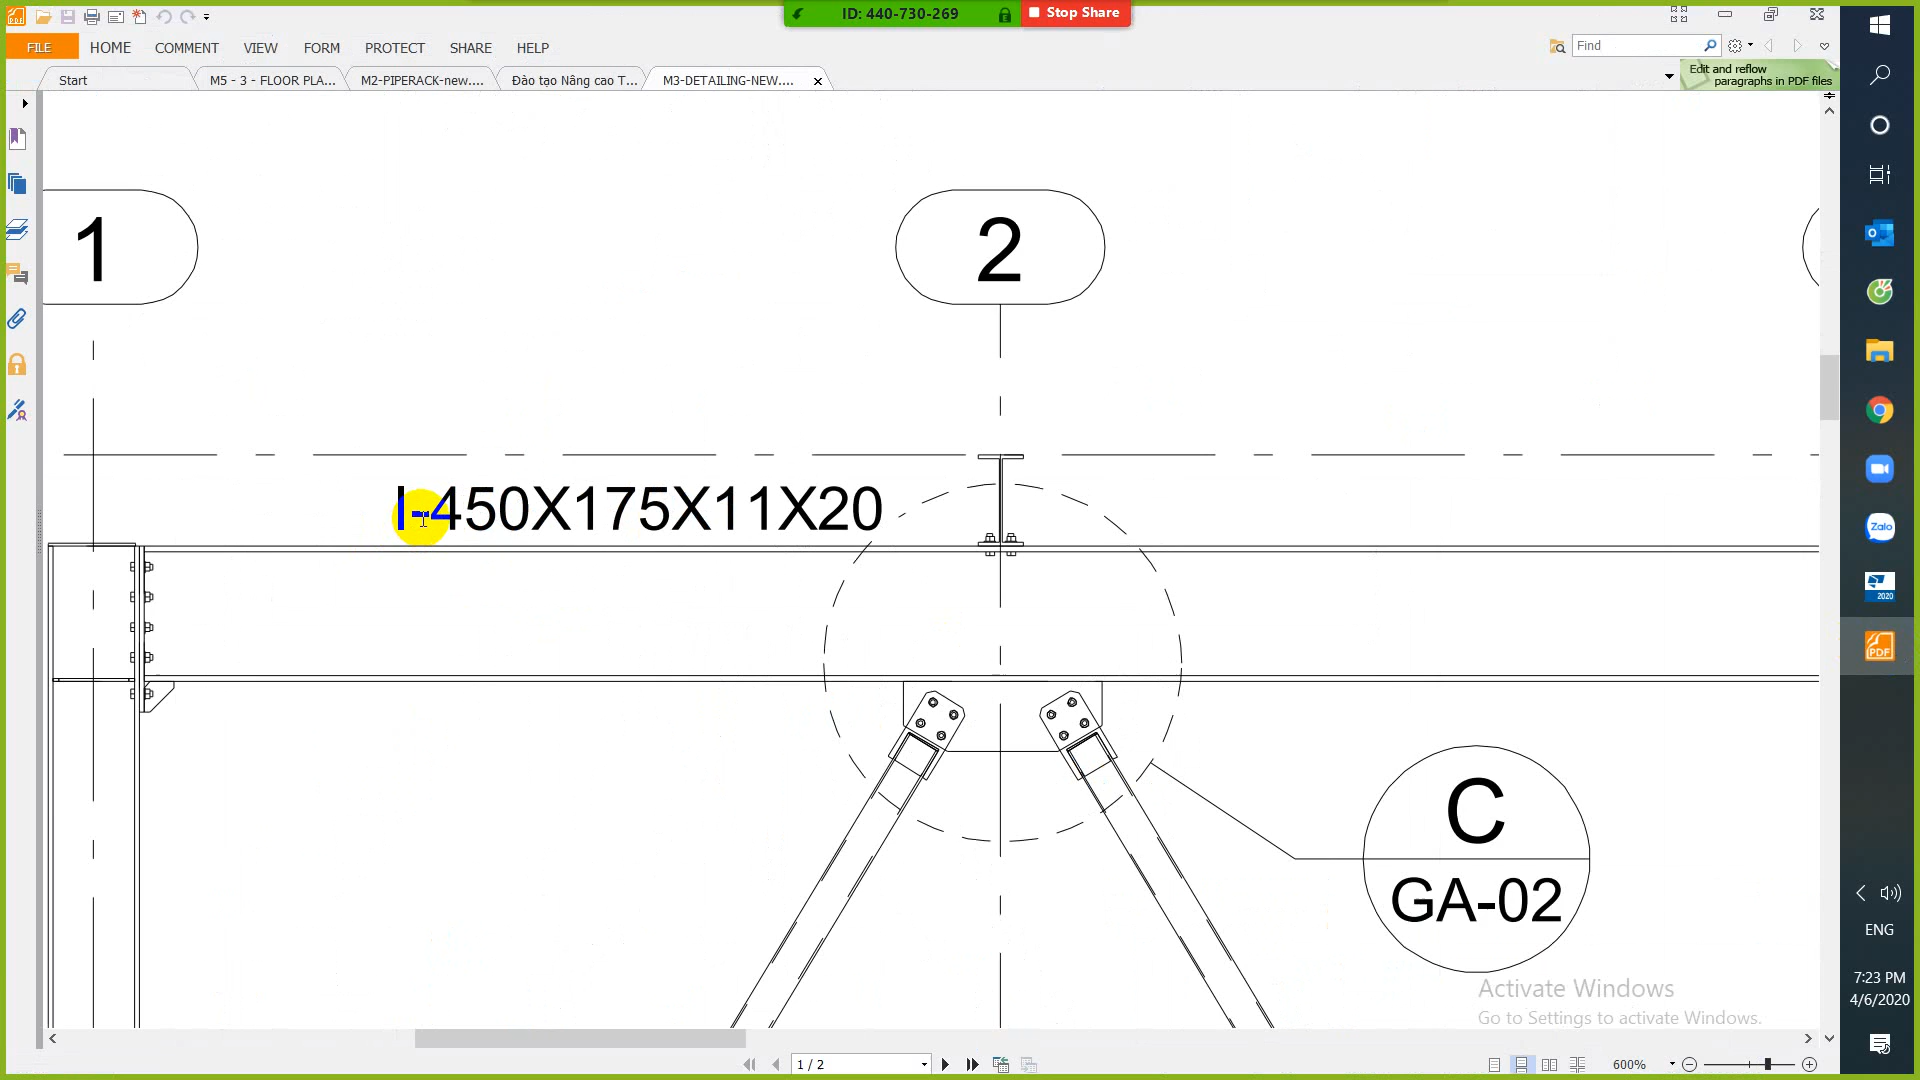 ID: 440-730-269
Stop Share
FILE HOME COMMENT VIEW FORM PROTECT SHARE HELP
Find
Start
M5 - 3 - FLOOR PLA...
M2-PIPERACK-new....
Đào tạo Nâng cao T...
M3-DETAILING-NEW....
Edit and reflow
paragraphs in PDF files
1
2
I-450X175X11X20
C
GA-02
Zalo
2020
PDF
ENG
7:23 PM
4/6/2020
Activate Windows
Go to Settings to activate Windows.
1 / 2
600%